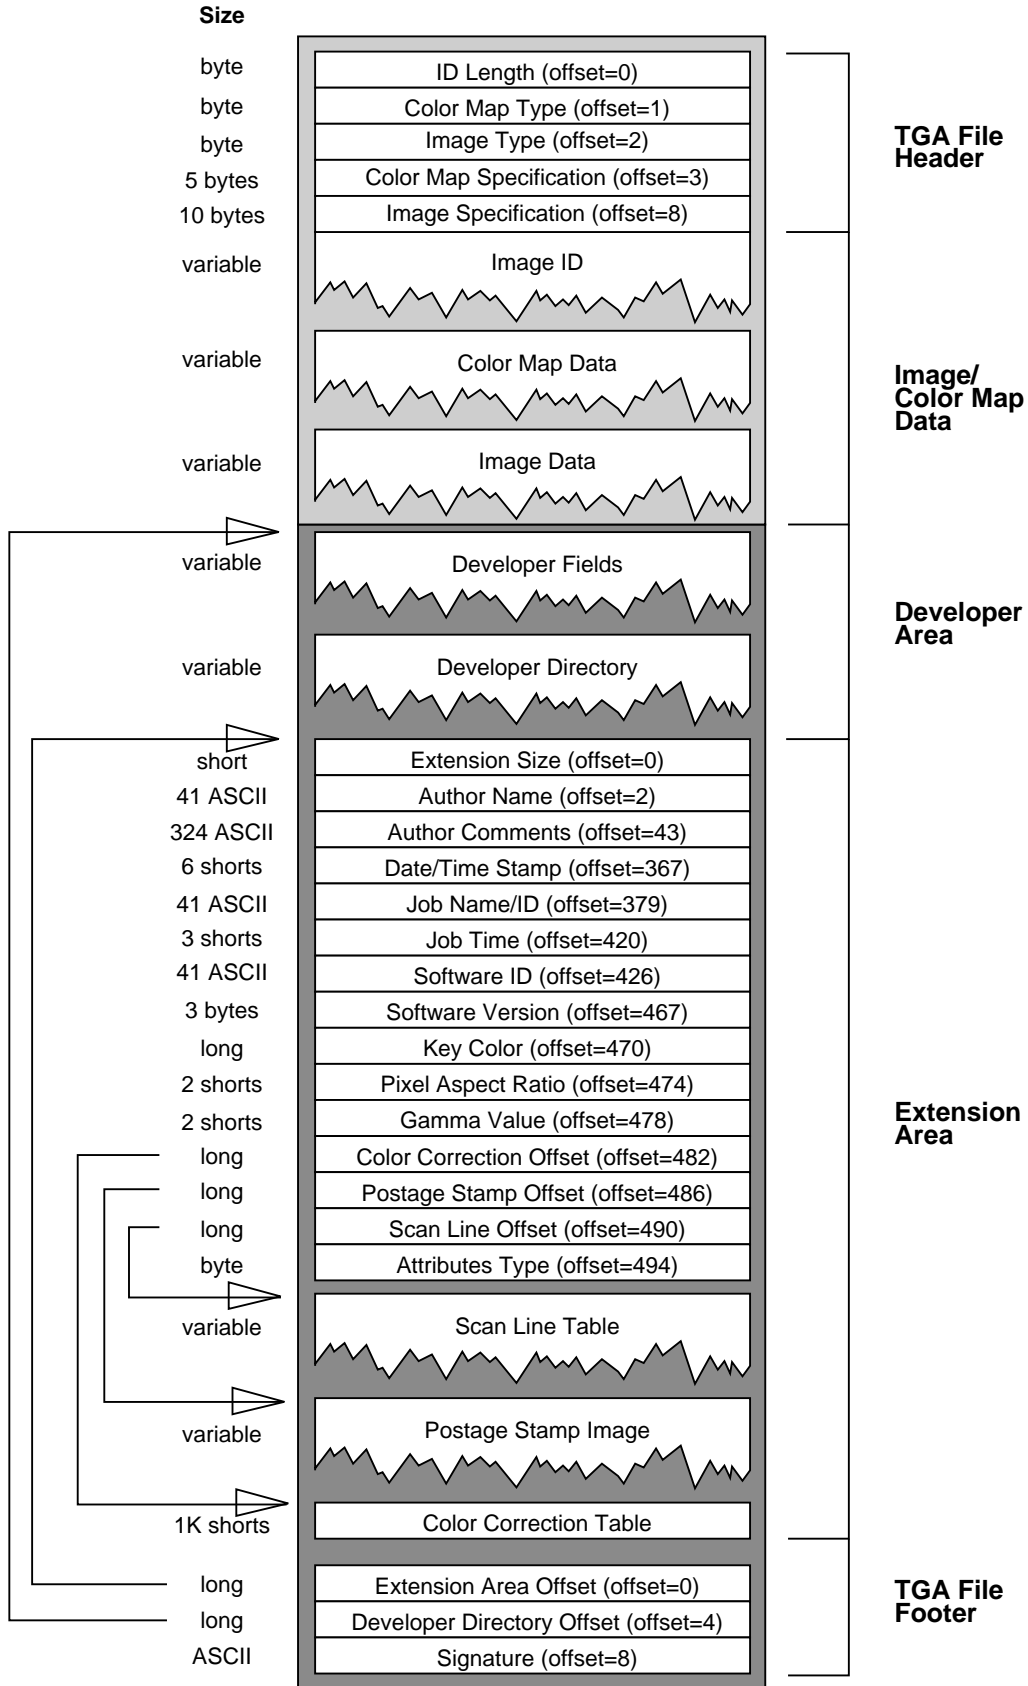 Size
byte ID Length (offset=0)
byte Color Map Type (offset=1)
byte Image Type (offset=2)
5 bytes Color Map Specification (offset=3)
10 bytes Image Specification (offset=8)
TGA File
Header
variable Image ID
variable Color Map Data
variable Image Data
Image/
Color Map
Data
variable Developer Fields
variable Developer Directory
Developer
Area
short Extension Size (offset=0)
41 ASCII Author Name (offset=2)
324 ASCII Author Comments (offset=43)
6 shorts Date/Time Stamp (offset=367)
41 ASCII Job Name/ID (offset=379)
3 shorts Job Time (offset=420)
41 ASCII Software ID (offset=426)
3 bytes Software Version (offset=467)
long Key Color (offset=470)
2 shorts Pixel Aspect Ratio (offset=474)
2 shorts Gamma Value (offset=478)
long Color Correction Offset (offset=482)
long Postage Stamp Offset (offset=486)
long Scan Line Offset (offset=490)
byte Attributes Type (offset=494)
variable Scan Line Table
variable Postage Stamp Image
1K shorts Color Correction Table
Extension
Area
long Extension Area Offset (offset=0)
long Developer Directory Offset (offset=4)
ASCII Signature (offset=8)
TGA File
Footer